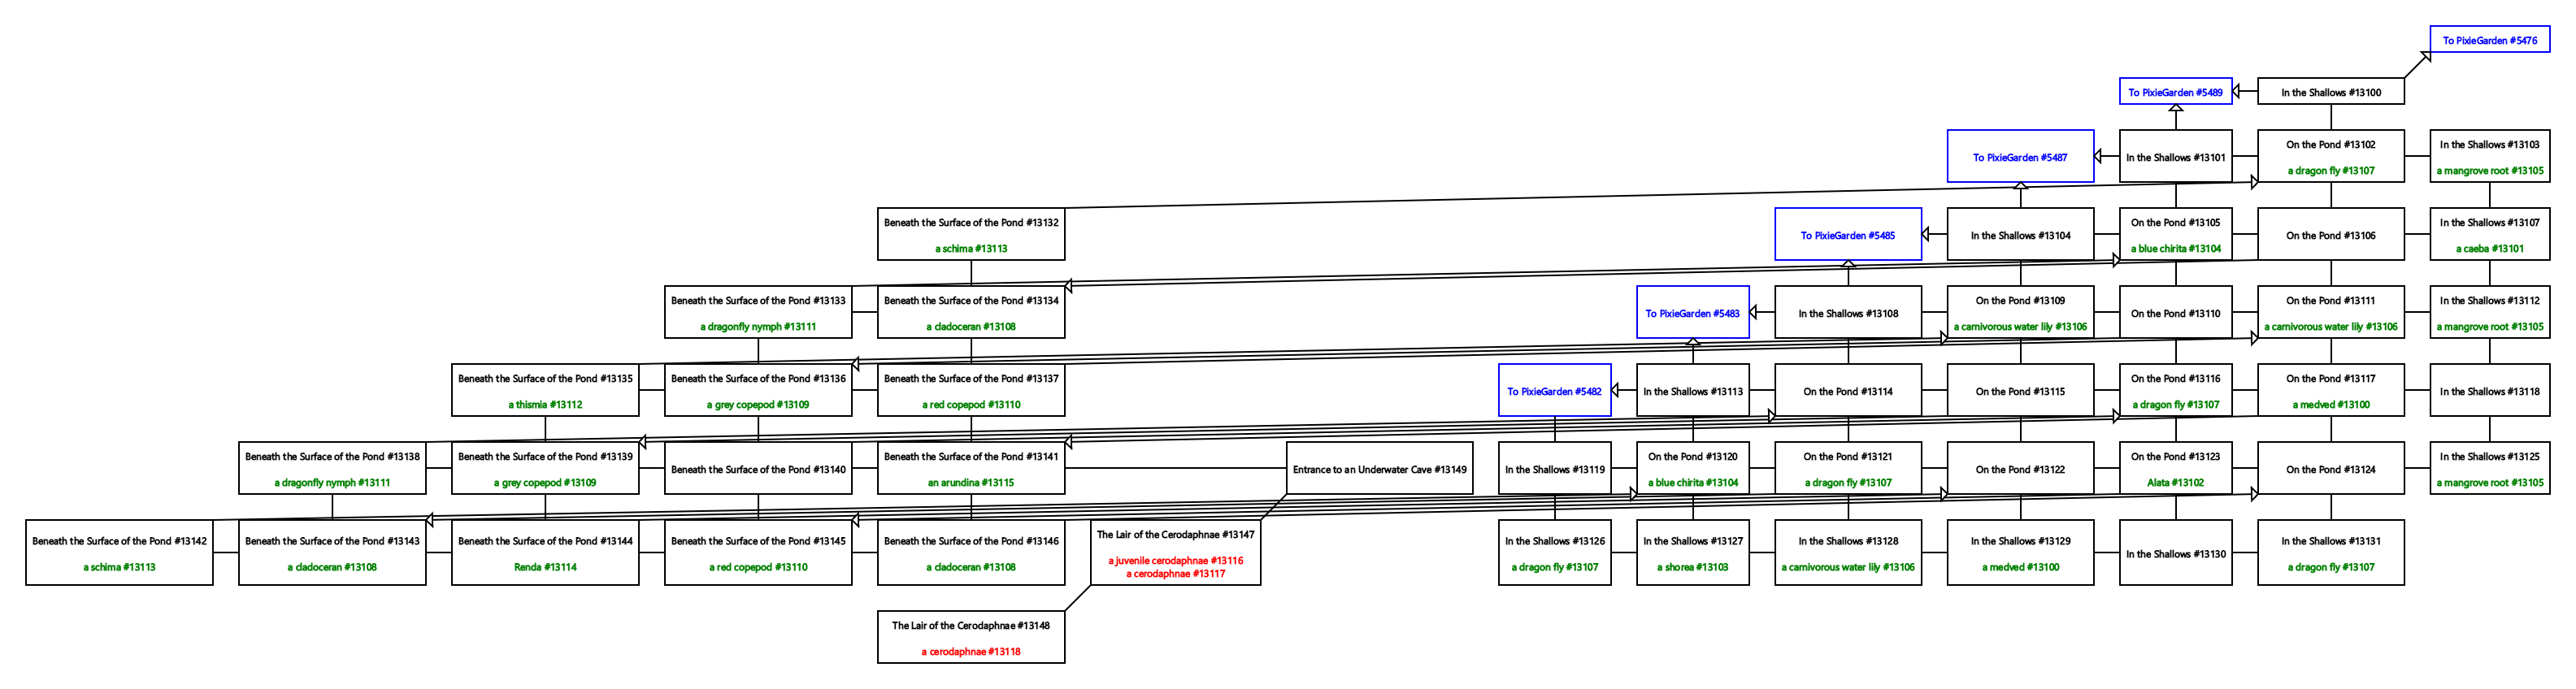 To PixieGarden #5476
To PixieGarden #5489
In the Shallows #13100
To PixieGarden #5487
In the Shallows #13101
On the Pond #13102
a dragon fly #13107
In the Shallows #13103
a mangrove root #13105
Beneath the Surface of the Pond #13132
a schima #13113
To PixieGarden #5485
In the Shallows #13104
On the Pond #13105
a blue chirita #13104
On the Pond #13106
In the Shallows #13107
a caeba #13101
Beneath the Surface of the Pond #13133
a dragonfly nymph #13111
Beneath the Surface of the Pond #13134
a cladoceran #13108
To PixieGarden #5483
In the Shallows #13108
On the Pond #13109
a carnivorous water lily #13106
On the Pond #13110
On the Pond #13111
a carnivorous water lily #13106
In the Shallows #13112
a mangrove root #13105
Beneath the Surface of the Pond #13135
a thismia #13112
Beneath the Surface of the Pond #13136
a grey copepod #13109
Beneath the Surface of the Pond #13137
a red copepod #13110
To PixieGarden #5482
In the Shallows #13113
On the Pond #13114
On the Pond #13115
On the Pond #13116
a dragon fly #13107
On the Pond #13117
a medved #13100
In the Shallows #13118
Beneath the Surface of the Pond #13138
a dragonfly nymph #13111
Beneath the Surface of the Pond #13139
a grey copepod #13109
Beneath the Surface of the Pond #13140
Beneath the Surface of the Pond #13141
an arundina #13115
Entrance to an Underwater Cave #13149
In the Shallows #13119
On the Pond #13120
a blue chirita #13104
On the Pond #13121
a dragon fly #13107
On the Pond #13122
On the Pond #13123
Alata #13102
On the Pond #13124
In the Shallows #13125
a mangrove root #13105
Beneath the Surface of the Pond #13142
a schima #13113
Beneath the Surface of the Pond #13143
a cladoceran #13108
Beneath the Surface of the Pond #13144
Renda #13114
Beneath the Surface of the Pond #13145
a red copepod #13110
Beneath the Surface of the Pond #13146
a cladoceran #13108
The Lair of the Cerodaphnae #13147
a juvenile cerodaphnae #13116
a cerodaphnae #13117
In the Shallows #13126
a dragon fly #13107
In the Shallows #13127
a shorea #13103
In the Shallows #13128
a carnivorous water lily #13106
In the Shallows #13129
a medved #13100
In the Shallows #13130
In the Shallows #13131
a dragon fly #13107
The Lair of the Cerodaphnae #13148
a cerodaphnae #13118